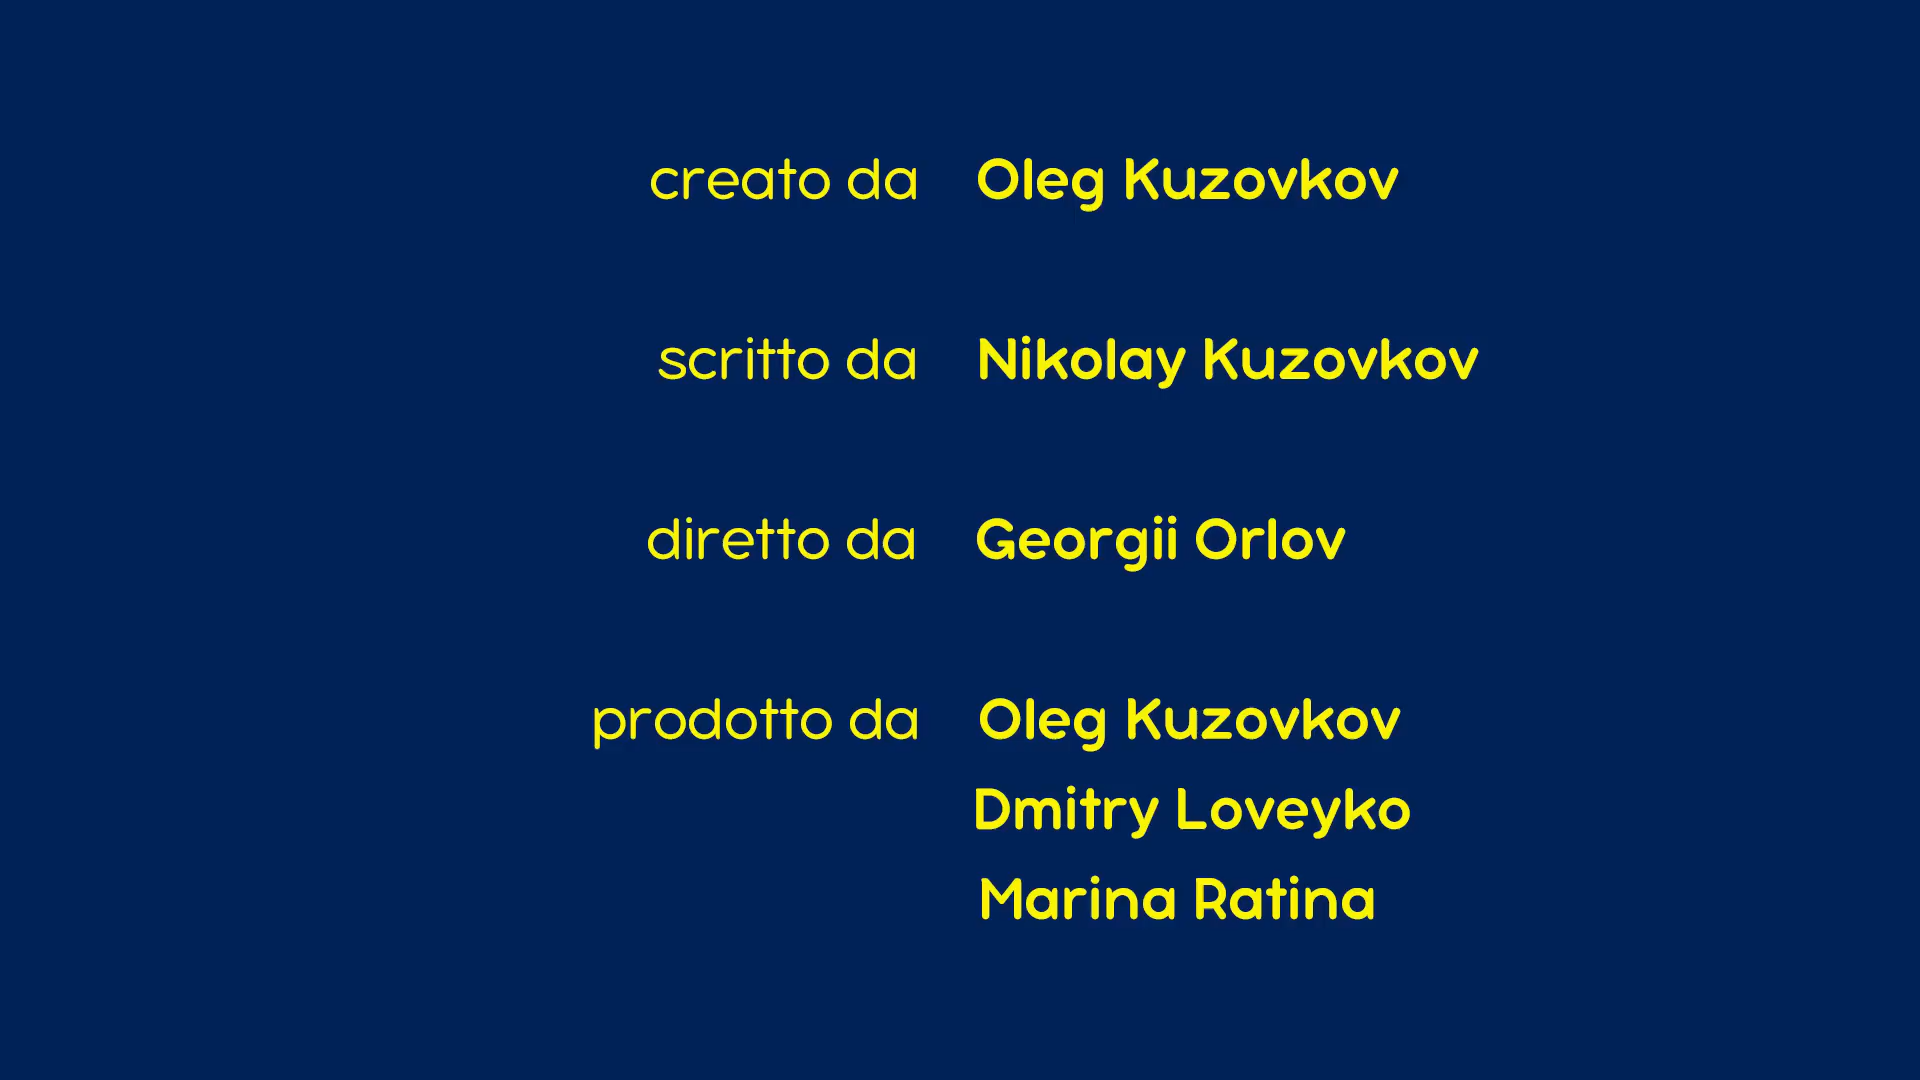 creato da Oleg Kuzovkov
scritto da Nikolay Kuzovkov
diretto da Georgii Orlov
prodotto da Oleg Kuzovkov
Dmitry Loveyko
Marina Ratina